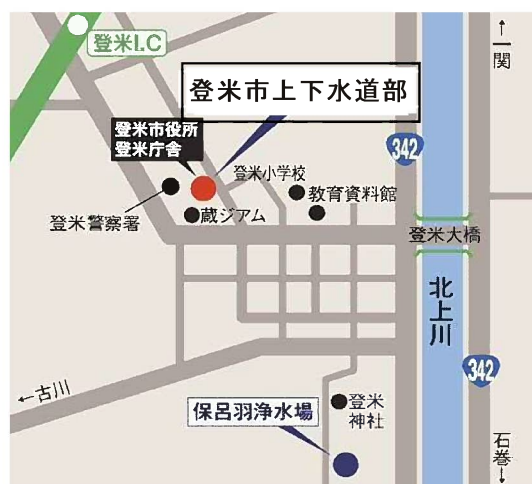 登米I.C
↑
一
関
登米市上下水道部
登米市役所
登米庁舎
342
登米小学校
教育資料館
登米警察署
蔵ジアム
登米大橋
北
上
川
342
←古川
保呂羽浄水場
登米
神社
石
巻
↓